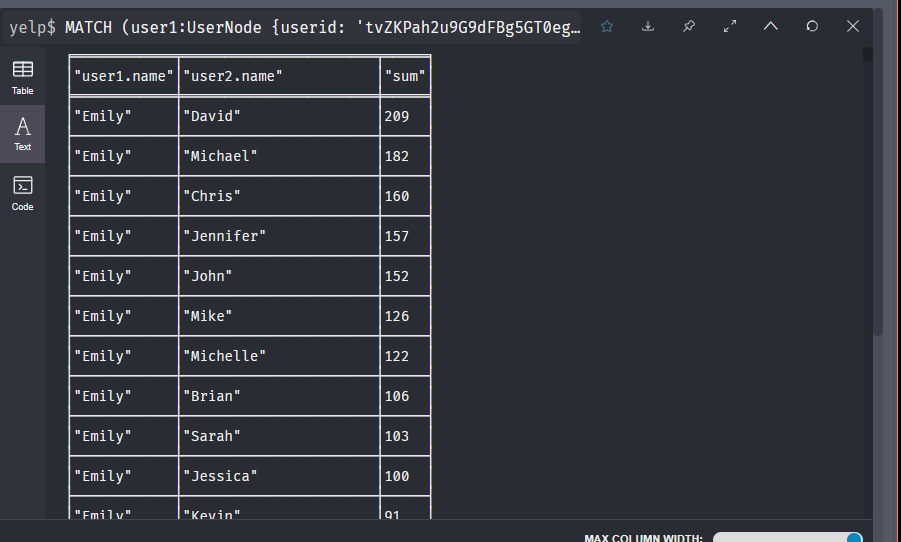 yelp$ MATCH (user1:UserNode {userid: 'tvZKPah2u9G9dFBg5GT0eg…
Table
Text
Code
"user1.name" "user2.name" "sum"
"Emily" "David" 209
"Emily" "Michael" 182
"Emily" "Chris" 160
"Emily" "Jennifer" 157
"Emily" "John" 152
"Emily" "Mike" 126
"Emily" "Michelle" 122
"Emily" "Brian" 106
"Emily" "Sarah" 103
"Emily" "Jessica" 100
"Emily" "Kevin" 91
MAX COLUMN WIDTH: